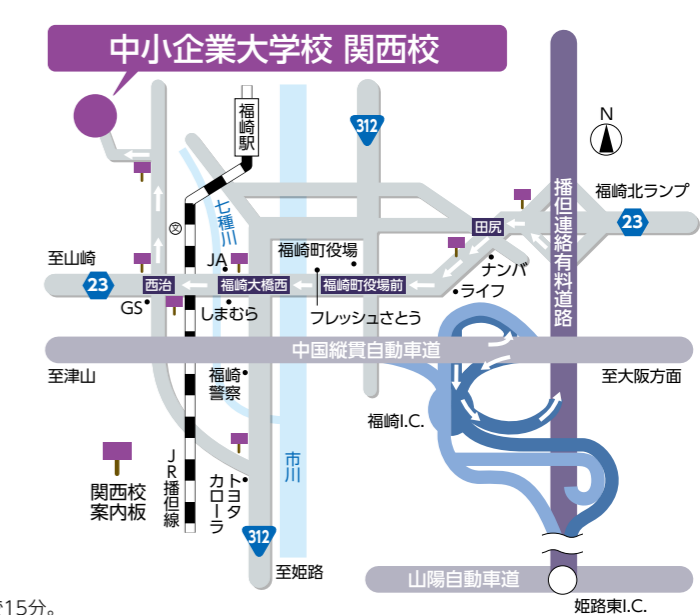 中小企業大学校 関西校
福崎駅
312
N
播但連絡有料道路
福崎北ランプ
23
七種川
田尻
文
至山崎
JA
福崎町役場
ナンバ
23
西治
福崎大橋西
福崎町役場前
ライフ
GS
しまむら
フレッシュさとう
中国縦貫自動車道
至津山
福崎
警察
至大阪方面
福崎I.C.
関西校
案内板
JR播但線
トヨタ
カローラ
市川
312
至姫路
山陽自動車道
姫路東I.C.
15分。